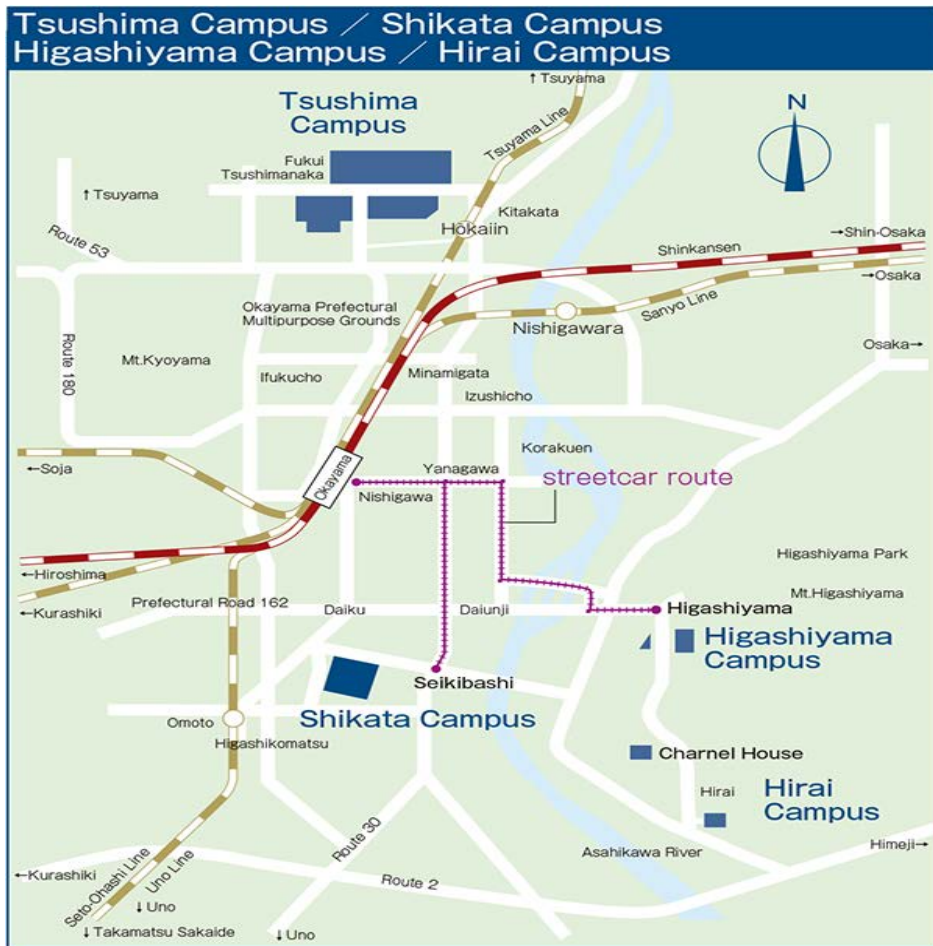 Tsushima Campus ／ Shikata Campus
Higashiyama Campus ／ Hirai Campus
↑Tsuyama
Tsushima
Campus
N
Tsuyama Line
Fukui
Tsushimanaka
↑Tsuyama
Kitakata
Hokaiin
→Shin-Osaka
Route 53
Shinkansen
→Osaka
Okayama Prefectural
Multipurpose Grounds
Sanyo Line
Nishigawara
Route 180
Osaka→
Mt.Kyoyama
Ifukucho
Minamigata
Izushicho
Korakuen
←Soja
Okayama
Yanagawa
streetcar route
Nishigawa
Higashiyama Park
←Hiroshima
Mt.Higashiyama
←Kurashiki
Prefectural Road 162
Daiku
Daiunji
Higashiyama
Higashiyama
Campus
Seikibashi
Shikata Campus
Omoto
Higashikomatsu
Charnel House
Hirai
Hirai
Campus
Route 30
Asahikawa River
Himeji→
←Kurashiki
Seto-Ohashi Line
Uno Line
Route 2
↓Uno
↓Takamatsu Sakaide
↓Uno